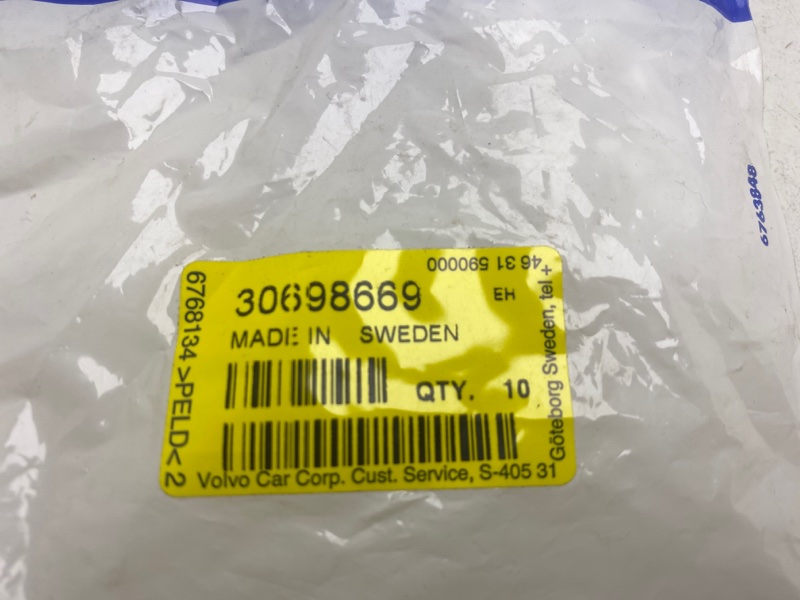 30698669
EH
MADE IN SWEDEN
QTY. 10
Volvo Car Corp. Cust. Service, S-405 31
Göteborg Sweden, tel +
46 31 590000
6768134 >PELD< 2
6763848